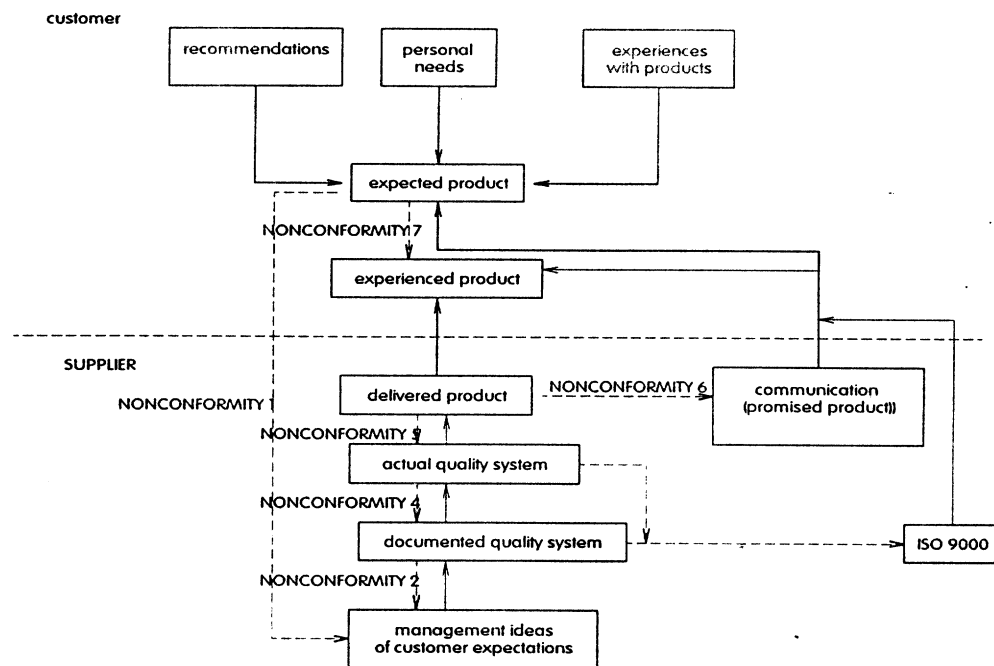 customer
recommendations
personal
needs
experiences
with products
expected product
NONCONFORMITY 7
experienced product
SUPPLIER
delivered product
NONCONFORMITY 6
communication
(promised product))
NONCONFORMITY 1
NONCONFORMITY 5
actual quality system
NONCONFORMITY 4
documented quality system
ISO 9000
NONCONFORMITY 2
management ideas
of customer expectations